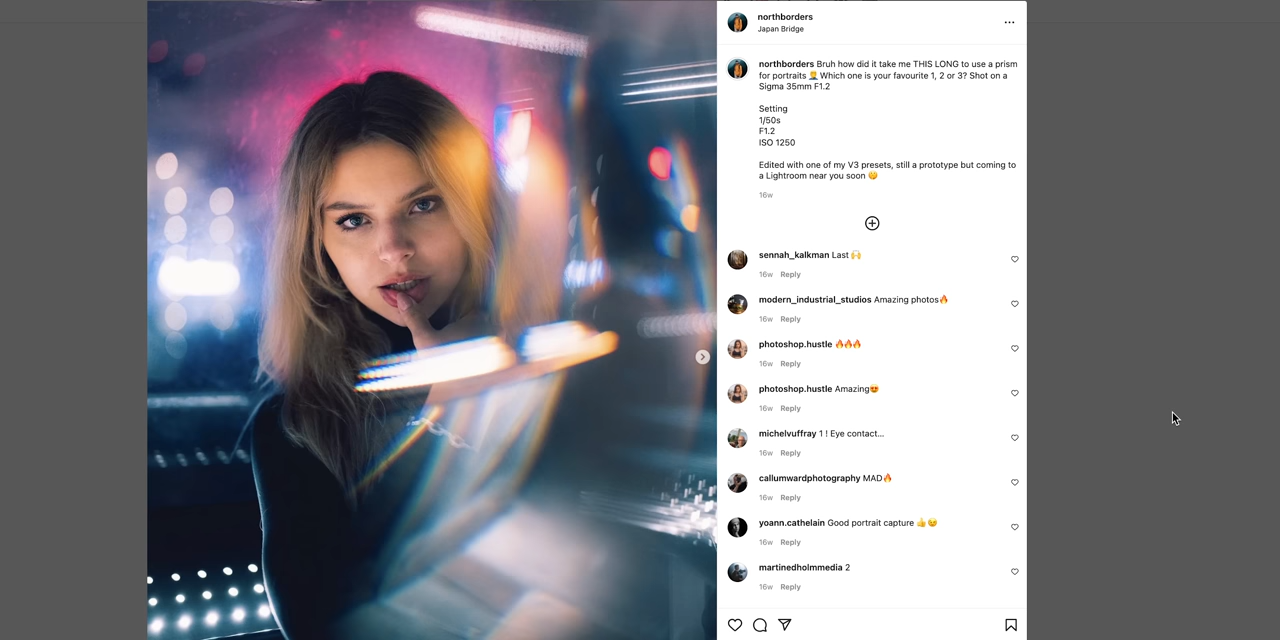 northborders
Japan Bridge
northborders Bruh how did it take me THIS LONG to use a prism
for portraits 🤦‍♂️ Which one is your favourite 1, 2 or 3? Shot on a
Sigma 35mm F1.2
Setting
1/50s
F1.2
ISO 1250
Edited with one of my V3 presets, still a prototype but coming to
a Lightroom near you soon 🤭
16w
sennah_kalkman Last 🙌
16w Reply
modern_industrial_studios Amazing photos🔥
16w Reply
photoshop.hustle 🔥🔥🔥
16w Reply
photoshop.hustle Amazing😍
16w Reply
michelvuffray 1 ! Eye contact...
16w Reply
callumwardphotography MAD🔥
16w Reply
yoann.cathelain Good portrait capture 👍😉
16w Reply
martinedholmmedia 2
16w Reply